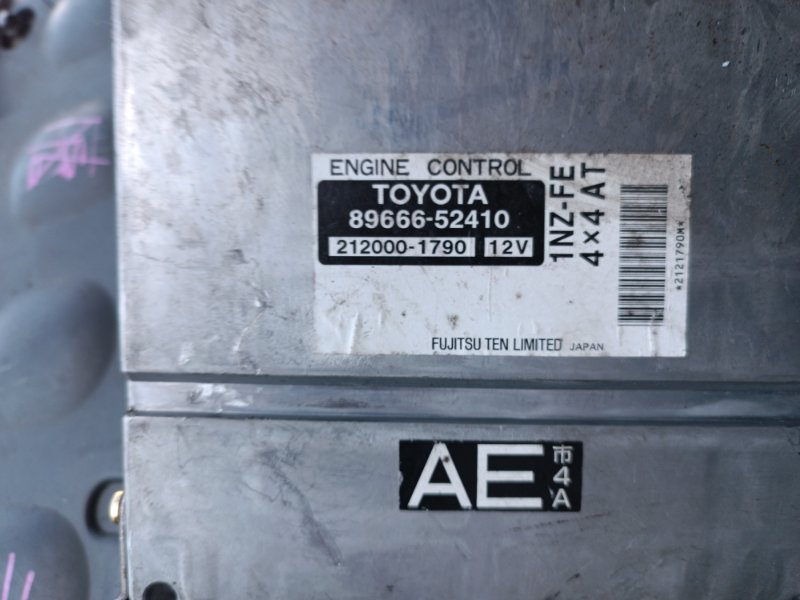 ENGINE CONTROL
TOYOTA
89666-52410
212000-1790 12V
1NZ-FE
4×4 AT
*2121790M*
FUJITSU TEN LIMITED JAPAN
AE
市
4
A